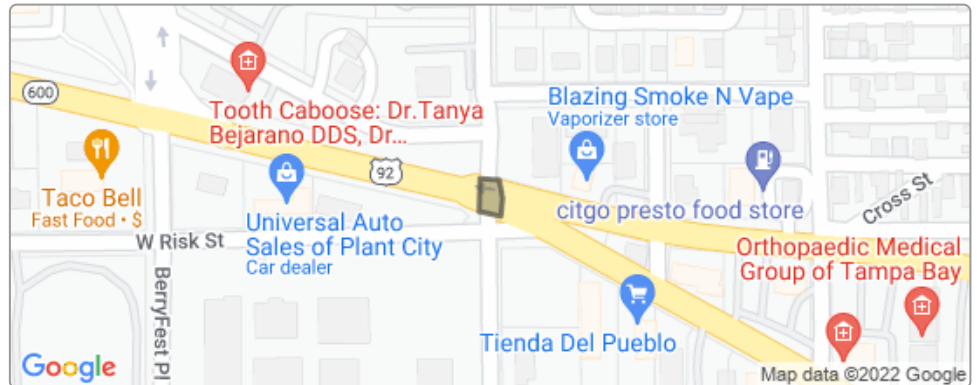 600
Tooth Caboose: Dr.Tanya
Bejarano DDS, Dr...
Blazing Smoke N Vape
Vaporizer store
92
Taco Bell
Fast Food • $
Universal Auto
Sales of Plant City
Car dealer
citgo presto food store
Cross St
W Risk St
Orthopaedic Medical
Group of Tampa Bay
BerryFest Pl
Tienda Del Pueblo
Google
Map data ©2022 Google